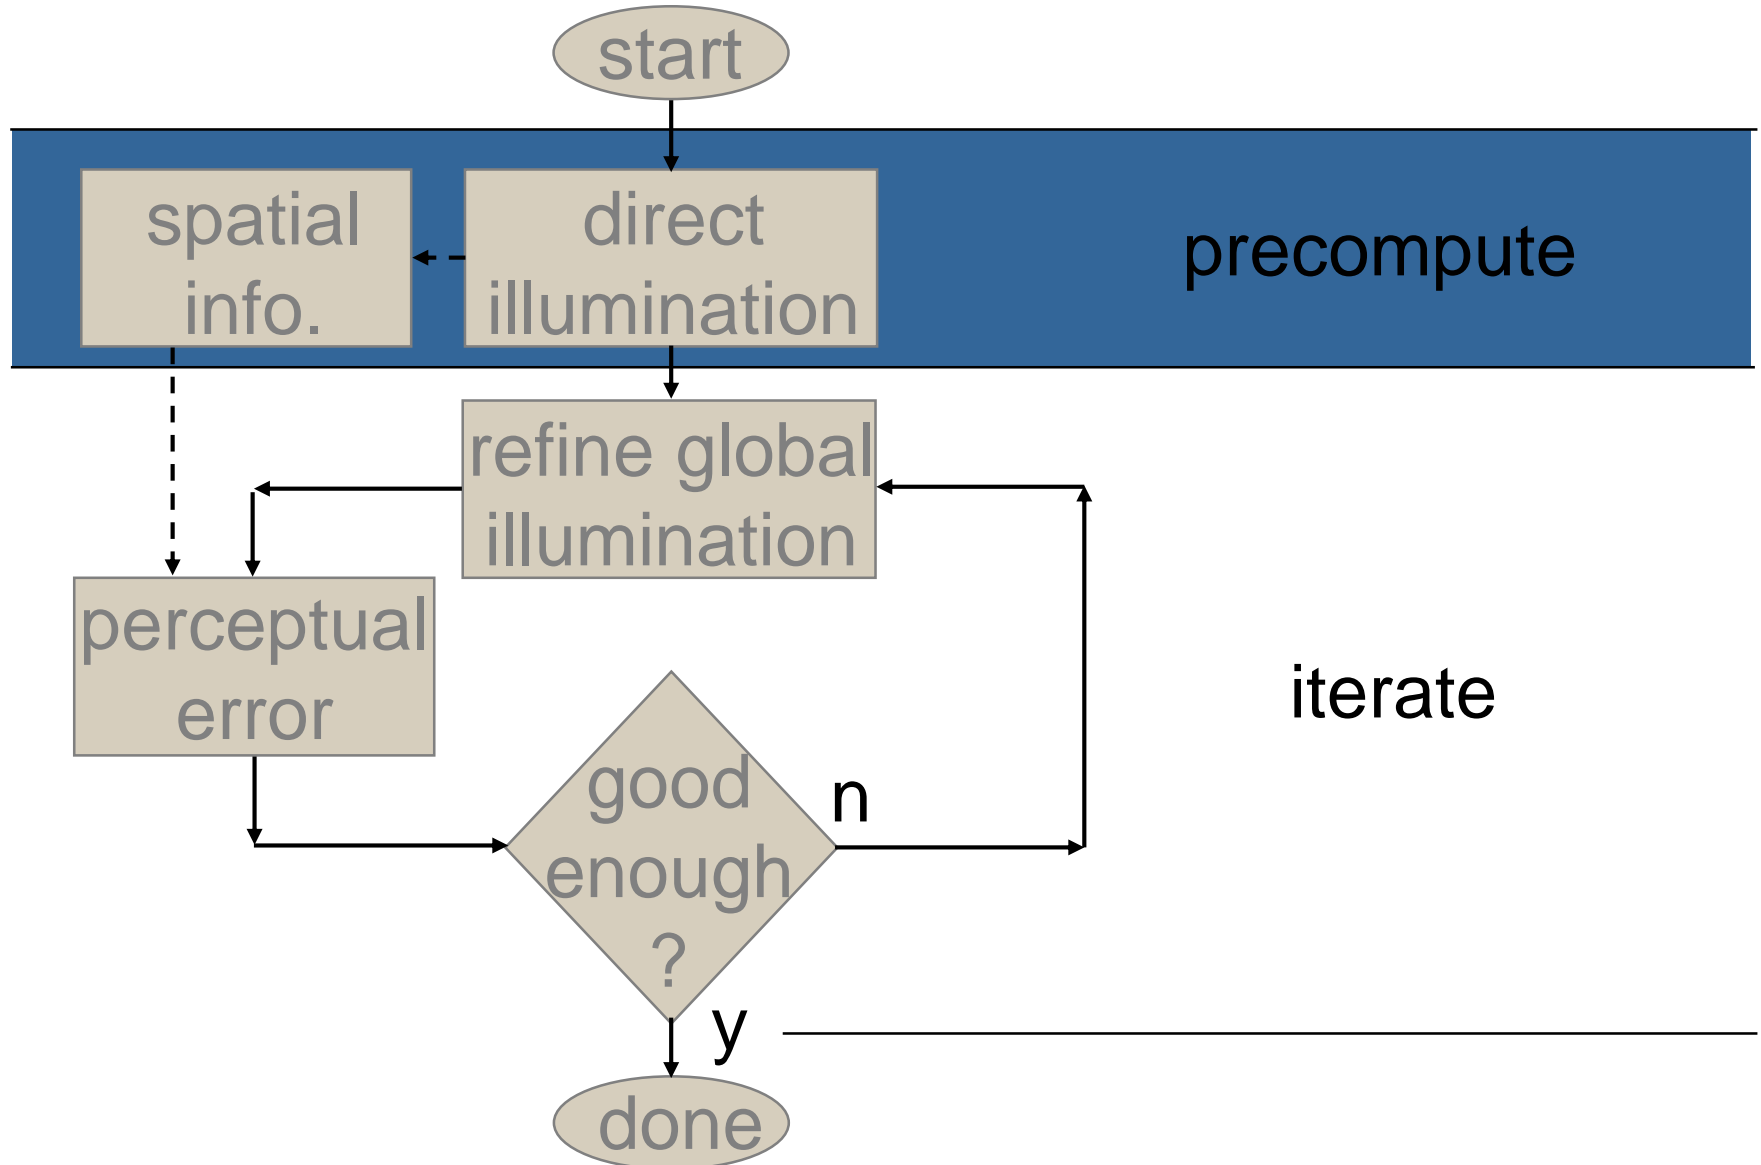 start
spatial
info.
direct
illumination
precompute
refine global
illumination
perceptual
error
iterate
good
enough
?
n
y
done